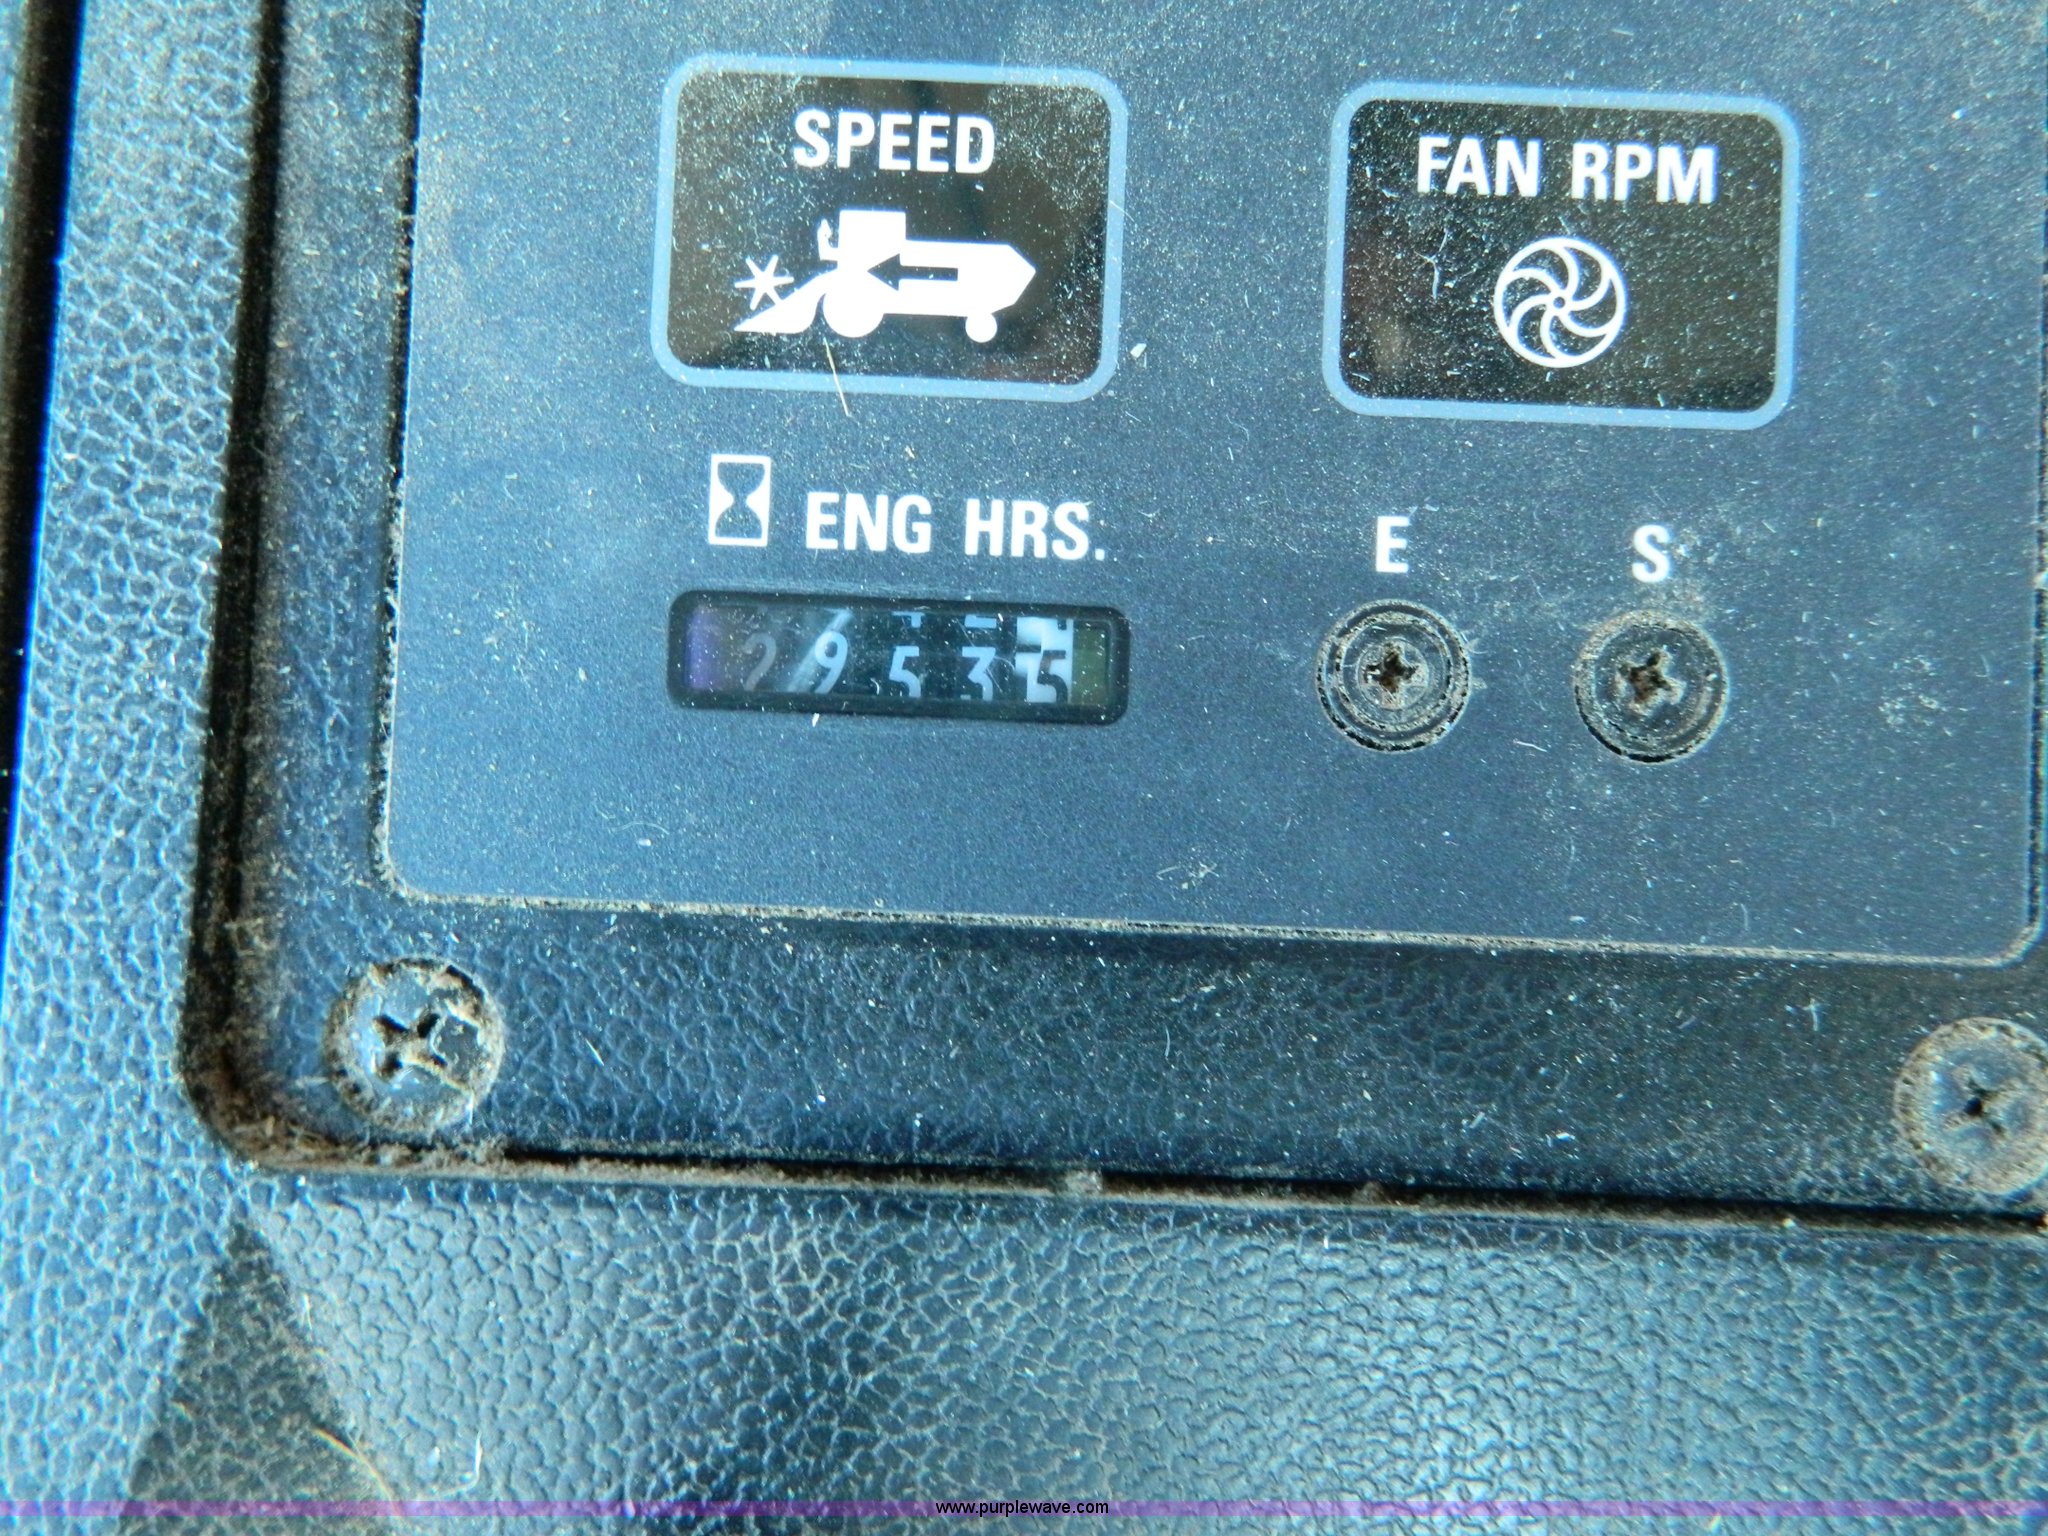 SPEED
FAN RPM
ENG HRS.
E
S
29535
www.purplewave.com